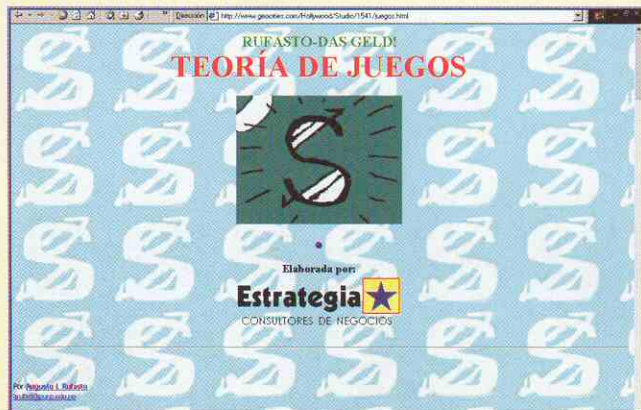 Dirección http://www.geocities.com/Hollywood/Studio/1541/juegos.html
RUFASTO-DAS GELD!
TEORÍA DE JUEGOS
Elaborada por:
Estrategia
CONSULTORES DE NEGOCIOS
Por Augusto I. Rufasto